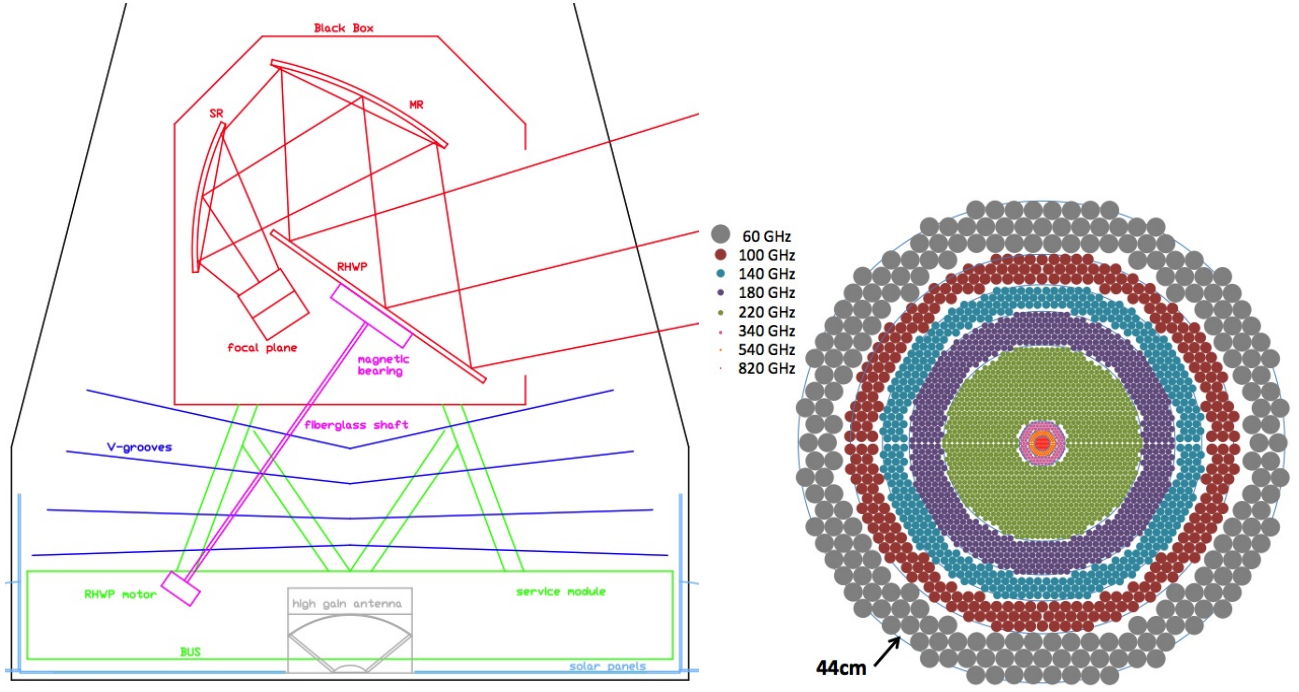 Black Box
SR
MR
RHWP
focal plane
magnetic
bearing
fiberglass shaft
V-grooves
RHWP motor
service module
high gain antenna
BUS
solar panels
60 GHz
100 GHz
140 GHz
180 GHz
220 GHz
340 GHz
540 GHz
820 GHz
44cm